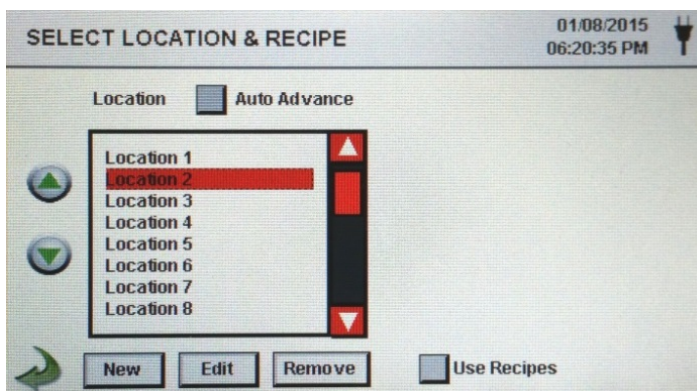 SELECT LOCATION & RECIPE
01/08/2015
06:20:35 PM
Location Auto Advance
Location 1
Location 2
Location 3
Location 4
Location 5
Location 6
Location 7
Location 8
New Edit Remove Use Recipes